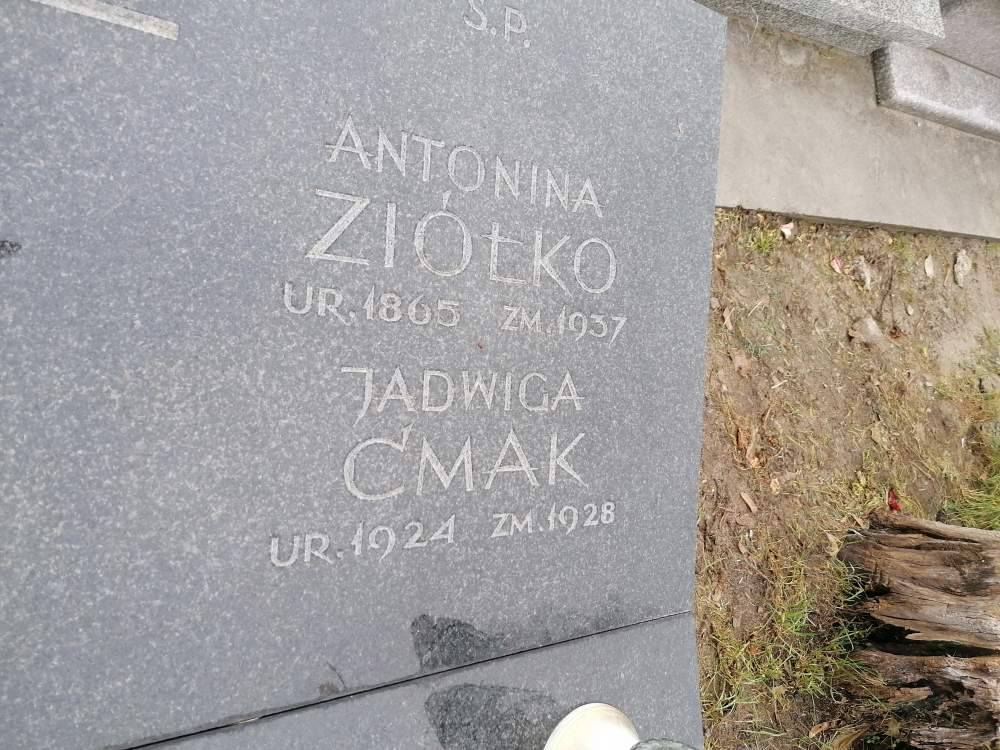 Ś.P.
ANTONINA
ZIÓŁKO
UR. 1865 ZM. 1937
JADWIGA
ĆMAK
UR. 1924 ZM. 1928